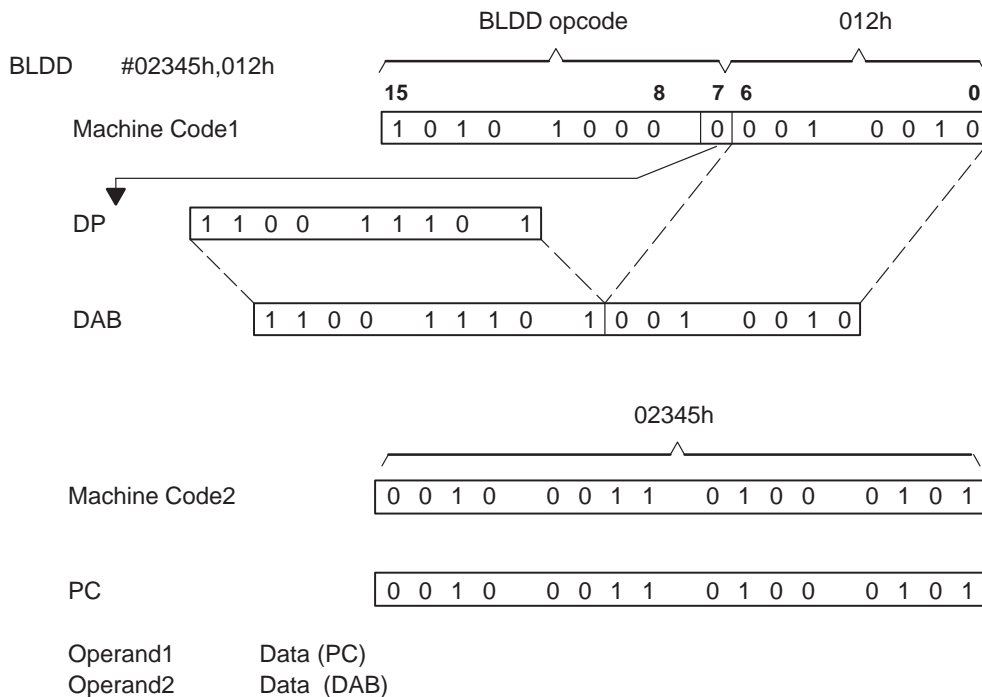 BLDD opcode 012h
BLDD #02345h,012h
15 8 7 6 0
Machine Code1 1 0 1 0 1 0 0 0 0 0 0 1 0 0 1 0
DP 1 1 0 0 1 1 1 0 1
DAB 1 1 0 0 1 1 1 0 1 0 0 1 0 0 1 0
02345h
Machine Code2 0 0 1 0 0 0 1 1 0 1 0 0 0 1 0 1
PC 0 0 1 0 0 0 1 1 0 1 0 0 0 1 0 1
Operand1 Data (PC)
Operand2 Data (DAB)